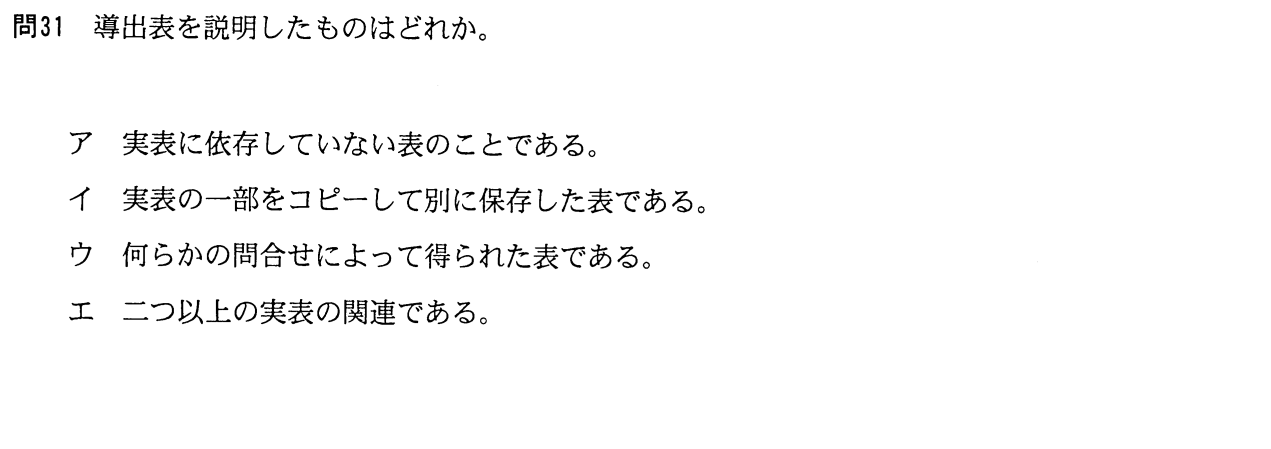 問31 導出表を説明したものはどれか。
ア 実表に依存していない表のことである。
イ 実表の一部をコピーして別に保存した表である。
ウ 何らかの問合せによって得られた表である。
エ 二つ以上の実表の関連である。